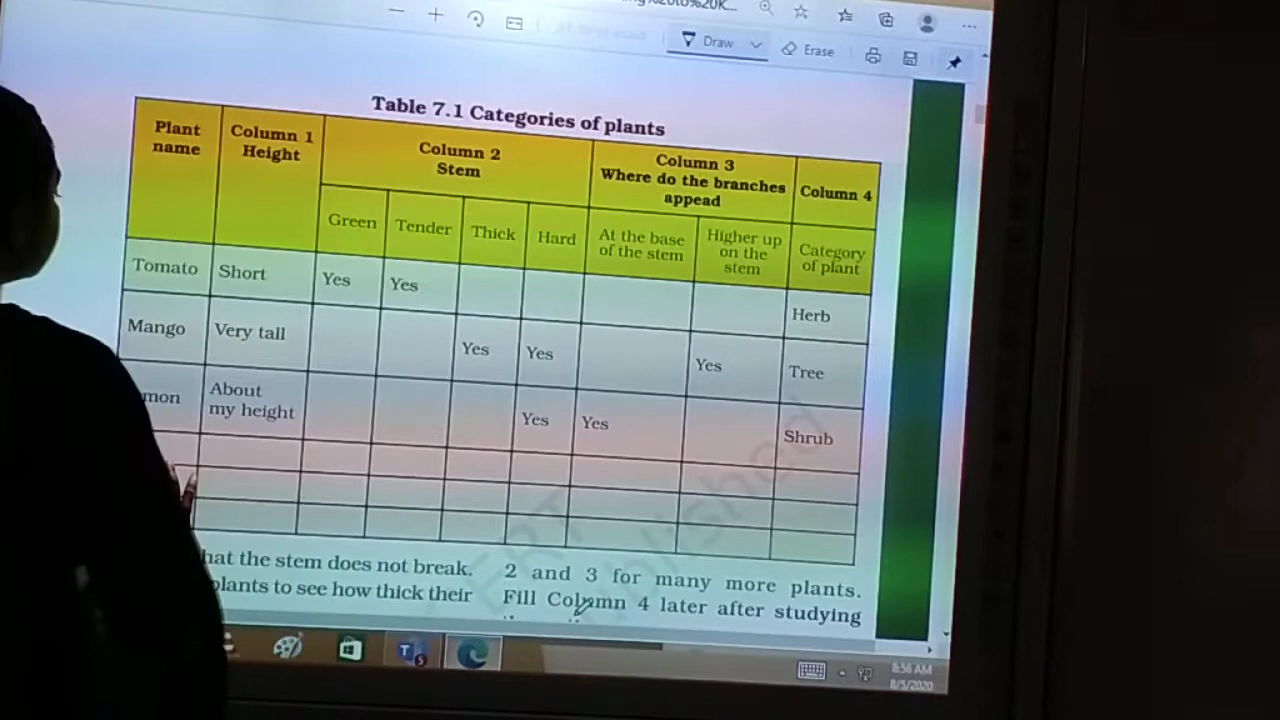 Draw
Erase
Table 7.1 Categories of plants
Plant name
Column 1
Height
Column 2
Stem
Column 3
Where do the branches
appead
Column 4
Green
Tender
Thick
Hard
At the base
of the stem
Higher up
on the
stem
Category
of plant
Tomato Short Yes Yes Herb
Mango Very tall Yes Yes Yes Tree
mon About
my height Yes Yes Shrub
hat the stem does not break.
plants to see how thick their
2 and 3 for many more plants.
Fill Column 4 later after studying
8:56 AM
8/5/2020